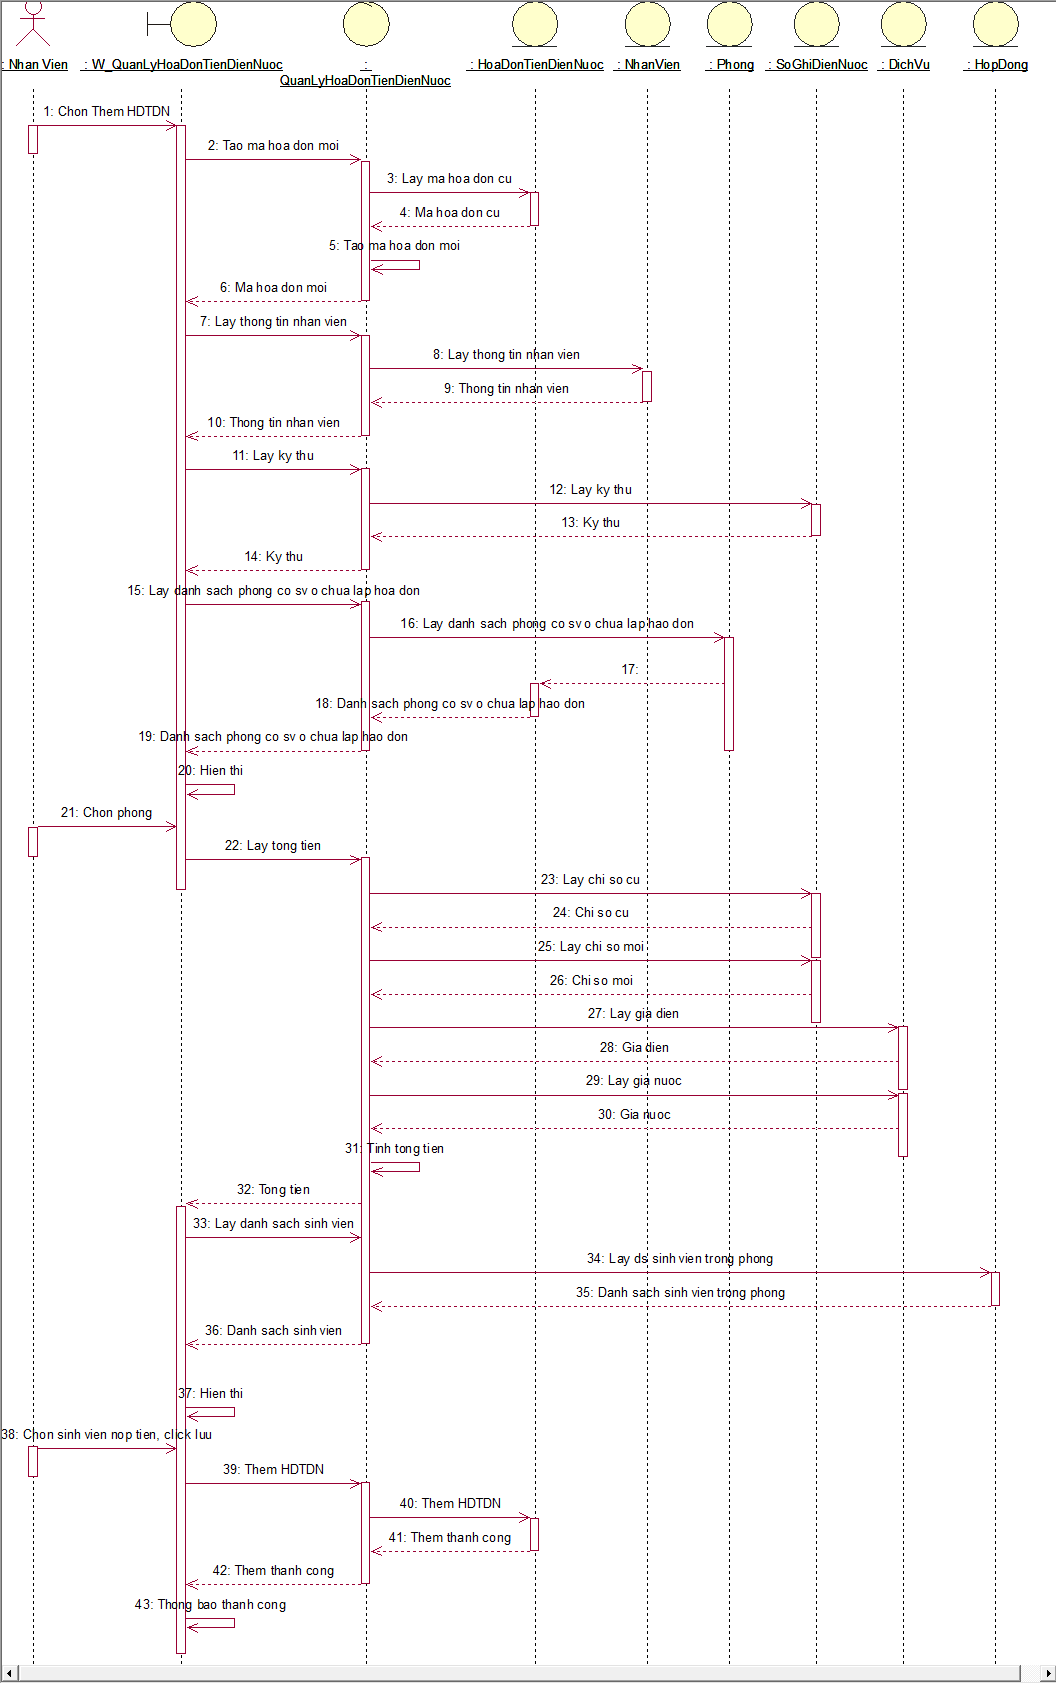 : Nhan Vien
: W_QuanLyHoaDonTienDienNuoc
:
QuanLyHoaDonTienDienNuoc
: HoaDonTienDienNuoc
: NhanVien
: Phong
: SoGhiDienNuoc
: DichVu
: HopDong
1: Chon Them HDTDN
2: Tao ma hoa don moi
3: Lay ma hoa don cu
4: Ma hoa don cu
5: Tao ma hoa don moi
6: Ma hoa don moi
7: Lay thong tin nhan vien
8: Lay thong tin nhan vien
9: Thong tin nhan vien
10: Thong tin nhan vien
11: Lay ky thu
12: Lay ky thu
13: Ky thu
14: Ky thu
15: Lay danh sach phong co sv o chua lap hoa don
16: Lay danh sach phong co sv o chua lap hao don
17:
18: Danh sach phong co sv o chua lap hao don
19: Danh sach phong co sv o chua lap hao don
20: Hien thi
21: Chon phong
22: Lay tong tien
23: Lay chi so cu
24: Chi so cu
25: Lay chi so moi
26: Chi so moi
27: Lay gia dien
28: Gia dien
29: Lay gia nuoc
30: Gia nuoc
31: Tinh tong tien
32: Tong tien
33: Lay danh sach sinh vien
34: Lay ds sinh vien trong phong
35: Danh sach sinh vien trong phong
36: Danh sach sinh vien
37: Hien thi
38: Chon sinh vien nop tien, click luu
39: Them HDTDN
40: Them HDTDN
41: Them thanh cong
42: Them thanh cong
43: Thong bao thanh cong